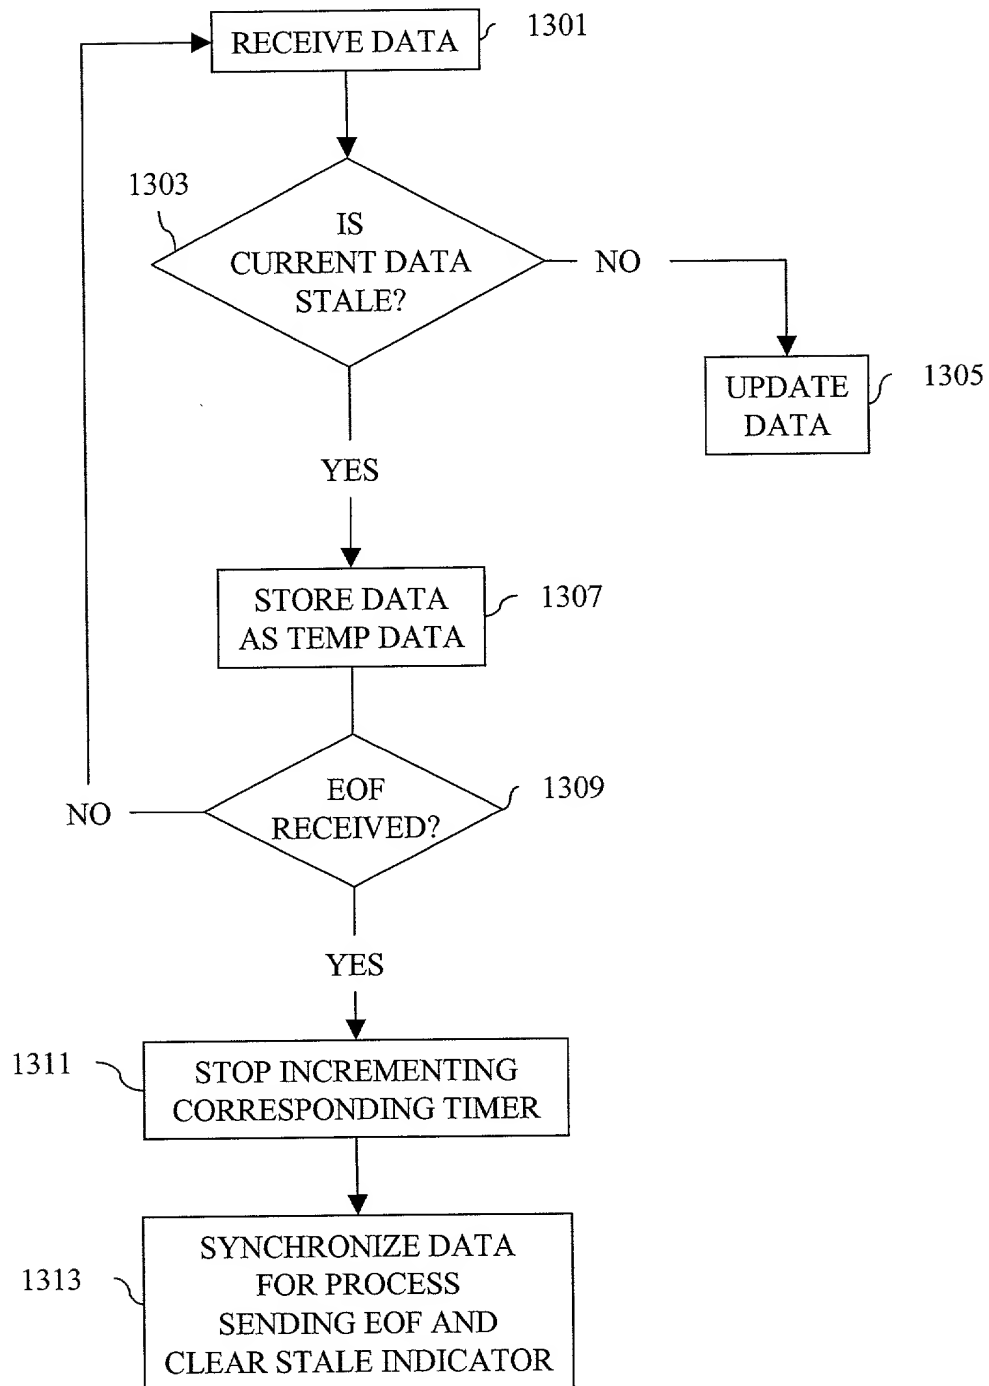 RECEIVE DATA
1301
1303
IS
CURRENT DATA
STALE?
NO
UPDATE
DATA
1305
YES
STORE DATA
AS TEMP DATA
1307
EOF
RECEIVED?
1309
NO
YES
1311
STOP INCREMENTING
CORRESPONDING TIMER
1313
SYNCHRONIZE DATA
FOR PROCESS
SENDING EOF AND
CLEAR STALE INDICATOR